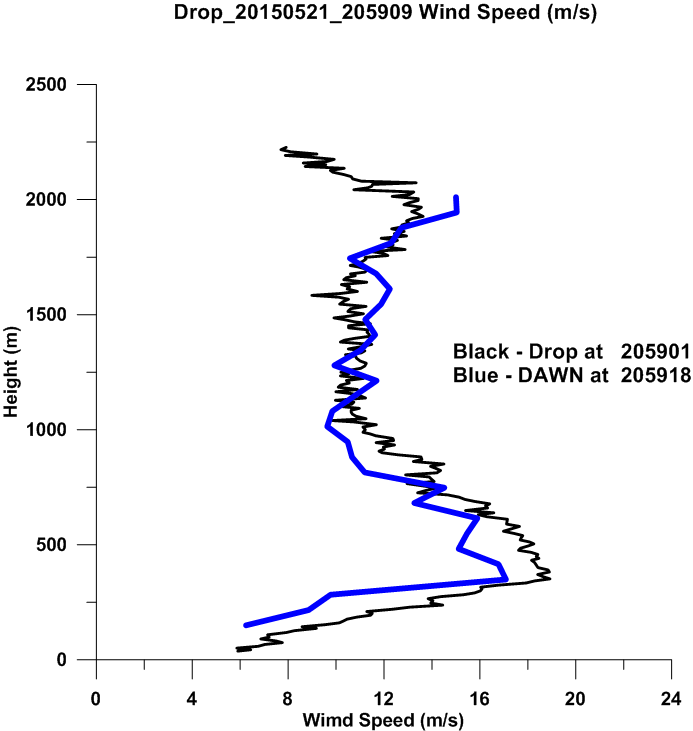 Drop_20150521_205909 Wind Speed (m/s)
2500
2000
1500
1000
500
0
Height (m)
Black - Drop at 205901
Blue - DAWN at 205918
0 4 8 12 16 20 24
Wimd Speed (m/s)